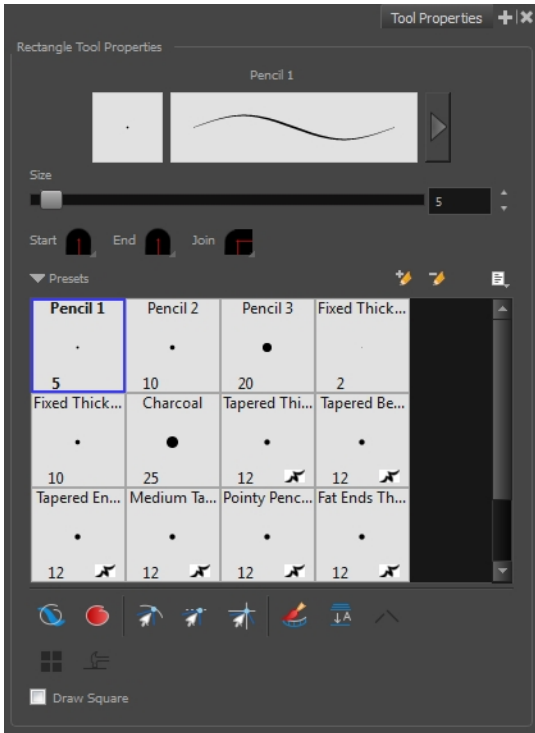 Tool Properties
Rectangle Tool Properties
Pencil 1
Size
5
Start End Join
Presets
Pencil 1 Pencil 2 Pencil 3 Fixed Thick...
5 10 20 2
Fixed Thick... Charcoal Tapered Thi... Tapered Be...
10 25 12 12
Tapered En... Medium Ta... Pointy Penc... Fat Ends Th...
12 12 12 12
A
Draw Square